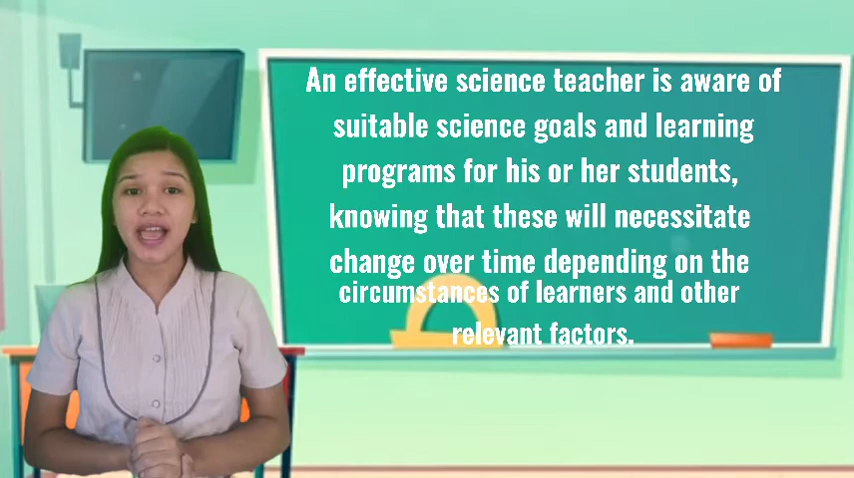 An effective science teacher is aware of
suitable science goals and learning
programs for his or her students,
knowing that these will necessitate
change over time depending on the
circumstances of learners and other
relevant factors.